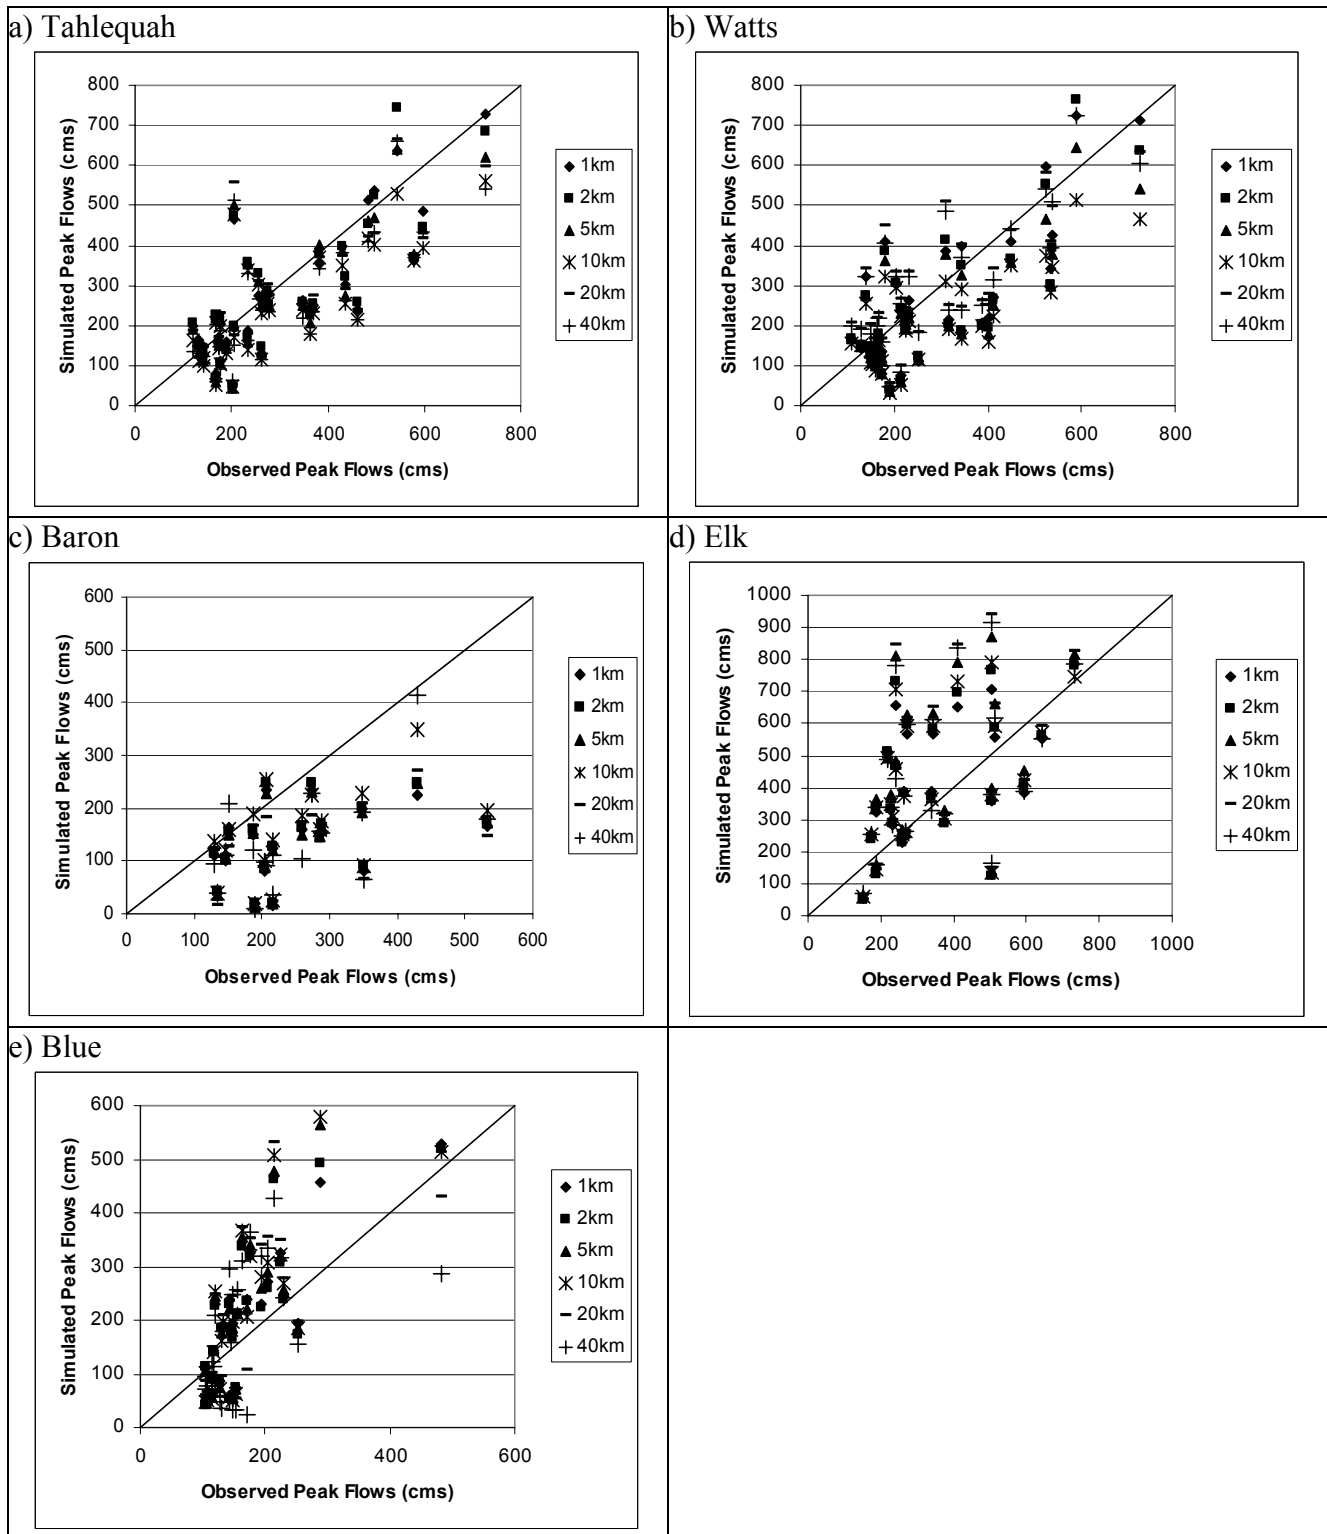 a) Tahlequah
800
700
600
500
400
300
200
100
0
Simulated Peak Flows (cms)
0 200 400 600 800
Observed Peak Flows (cms)
1km
2km
5km
10km
20km
40km
b) Watts
800
700
600
500
400
300
200
100
0
Simulated Peak Flows (cms)
0 200 400 600 800
Observed Peak Flows (cms)
1km
2km
5km
10km
20km
40km
c) Baron
600
500
400
300
200
100
0
Simulated Peak Flows (cms)
0 100 200 300 400 500 600
Observed Peak Flows (cms)
1km
2km
5km
10km
20km
40km
d) Elk
1000
900
800
700
600
500
400
300
200
100
0
Simulated Peak Flows (cms)
0 200 400 600 800 1000
Observed Peak Flows (cms)
1km
2km
5km
10km
20km
40km
e) Blue
600
500
400
300
200
100
0
Simulated Peak Flows (cms)
0 200 400 600
Observed Peak Flows (cms)
1km
2km
5km
10km
20km
40km